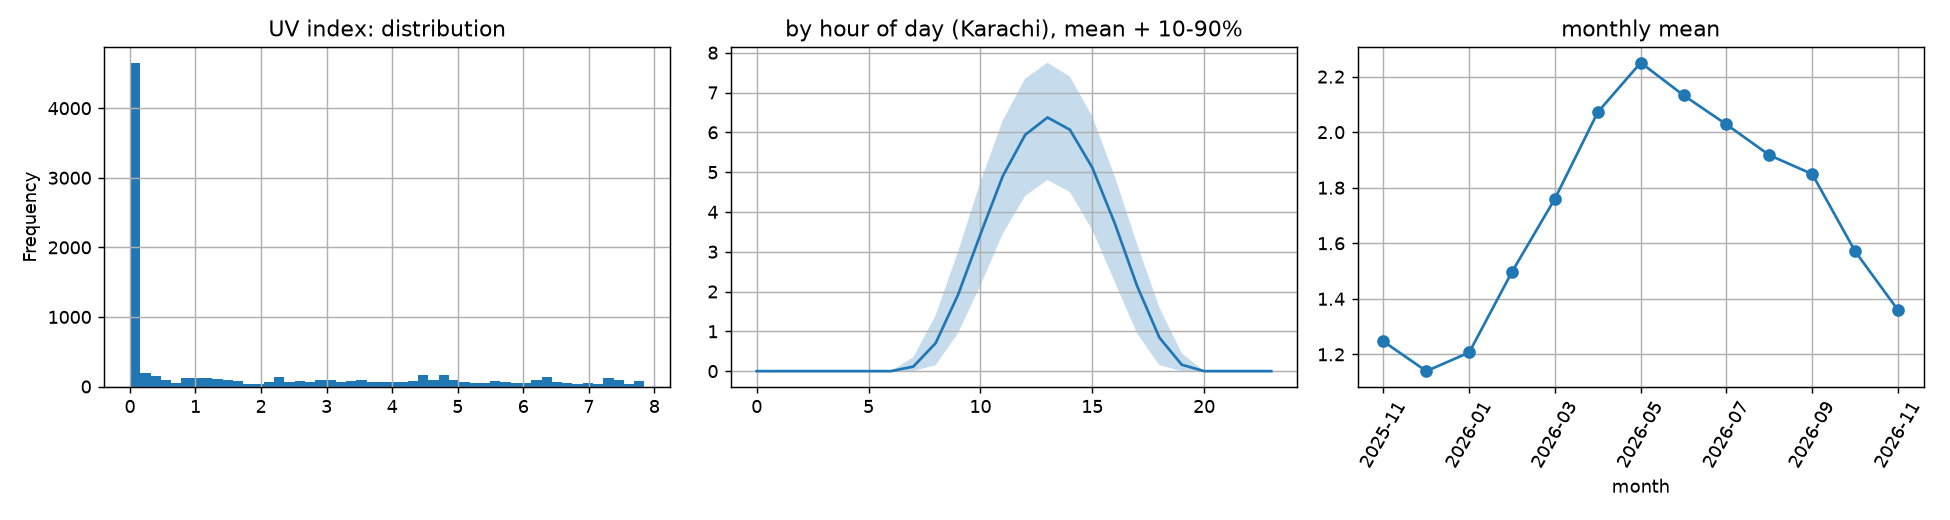 UV index: distribution
Frequency
4000
3000
2000
1000
0
0 1 2 3 4 5 6 7 8
by hour of day (Karachi), mean + 10-90%
8
7
6
5
4
3
2
1
0
0 5 10 15 20
monthly mean
2.2
2.0
1.8
1.6
1.4
1.2
2025-11 2026-01 2026-03 2026-05 2026-07 2026-09 2026-11
month